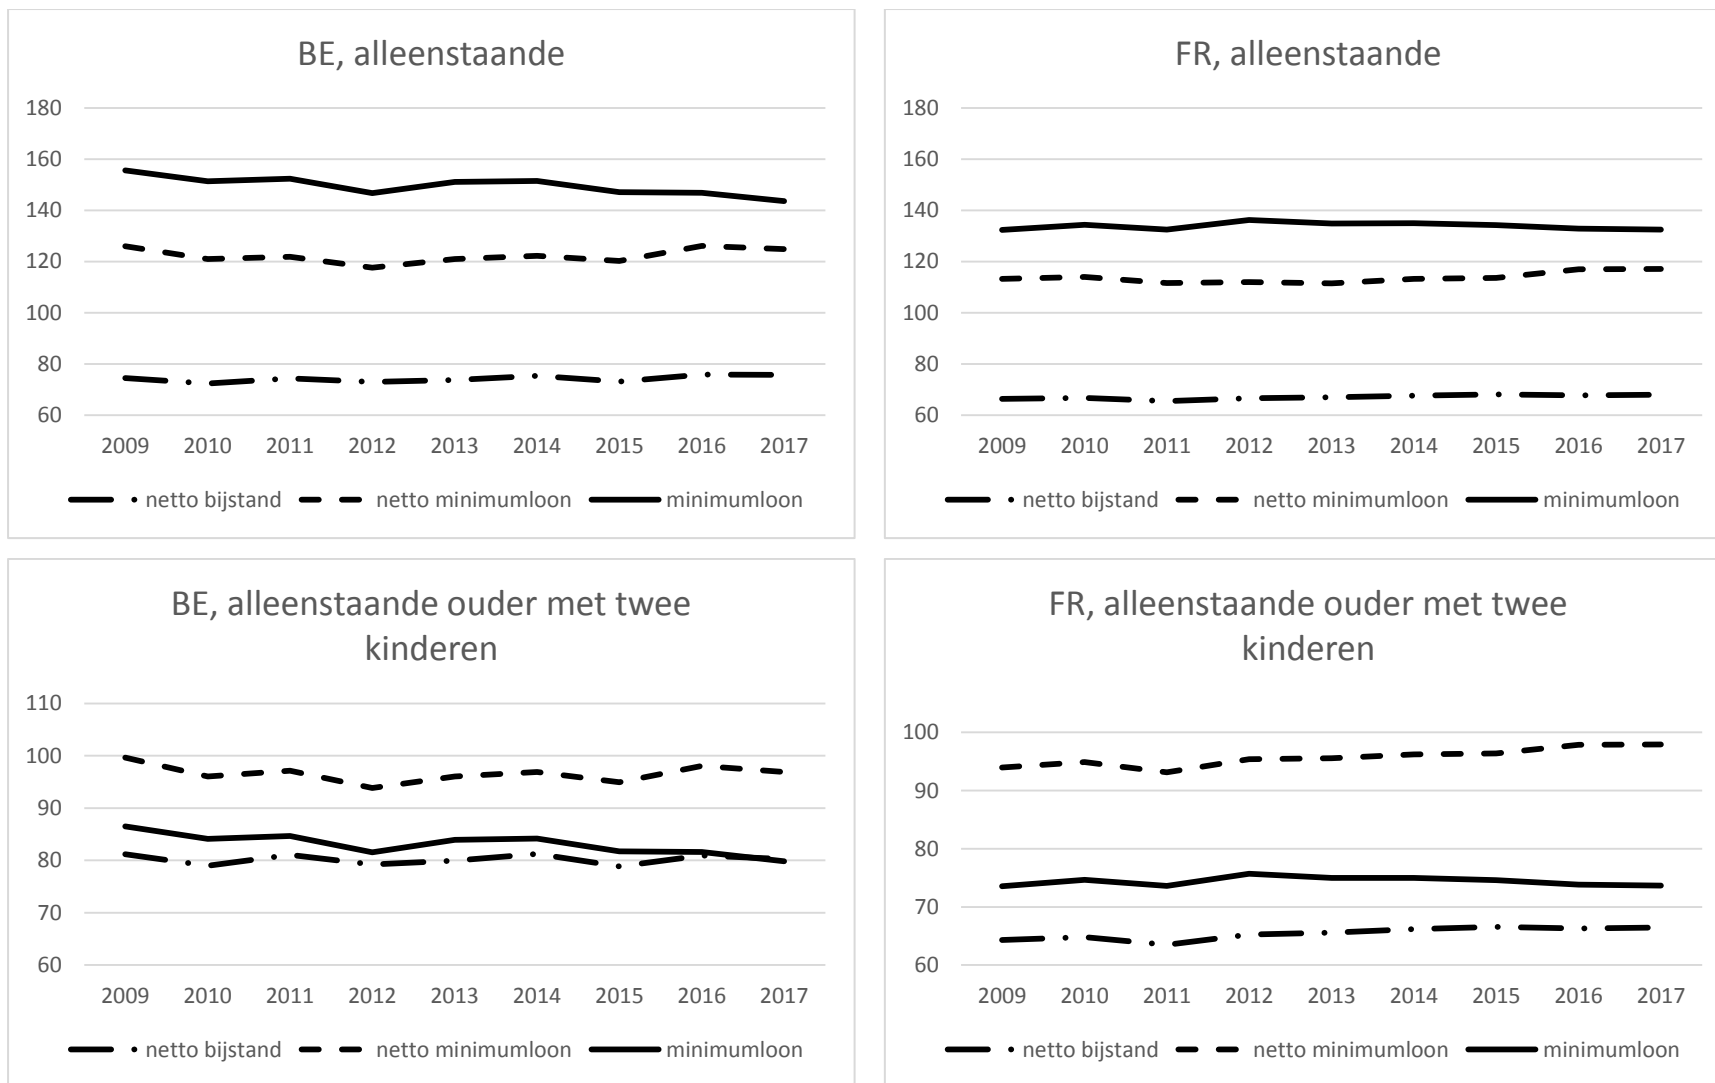 BE, alleenstaande
180
160
140
120
100
80
60
2009 2010 2011 2012 2013 2014 2015 2016 2017
netto bijstand netto minimumloon minimumloon
FR, alleenstaande
180
160
140
120
100
80
60
2009 2010 2011 2012 2013 2014 2015 2016 2017
netto bijstand netto minimumloon minimumloon
BE, alleenstaande ouder met twee
kinderen
110
100
90
80
70
60
2009 2010 2011 2012 2013 2014 2015 2016 2017
netto bijstand netto minimumloon minimumloon
FR, alleenstaande ouder met twee
kinderen
100
90
80
70
60
2009 2010 2011 2012 2013 2014 2015 2016 2017
netto bijstand netto minimumloon minimumloon